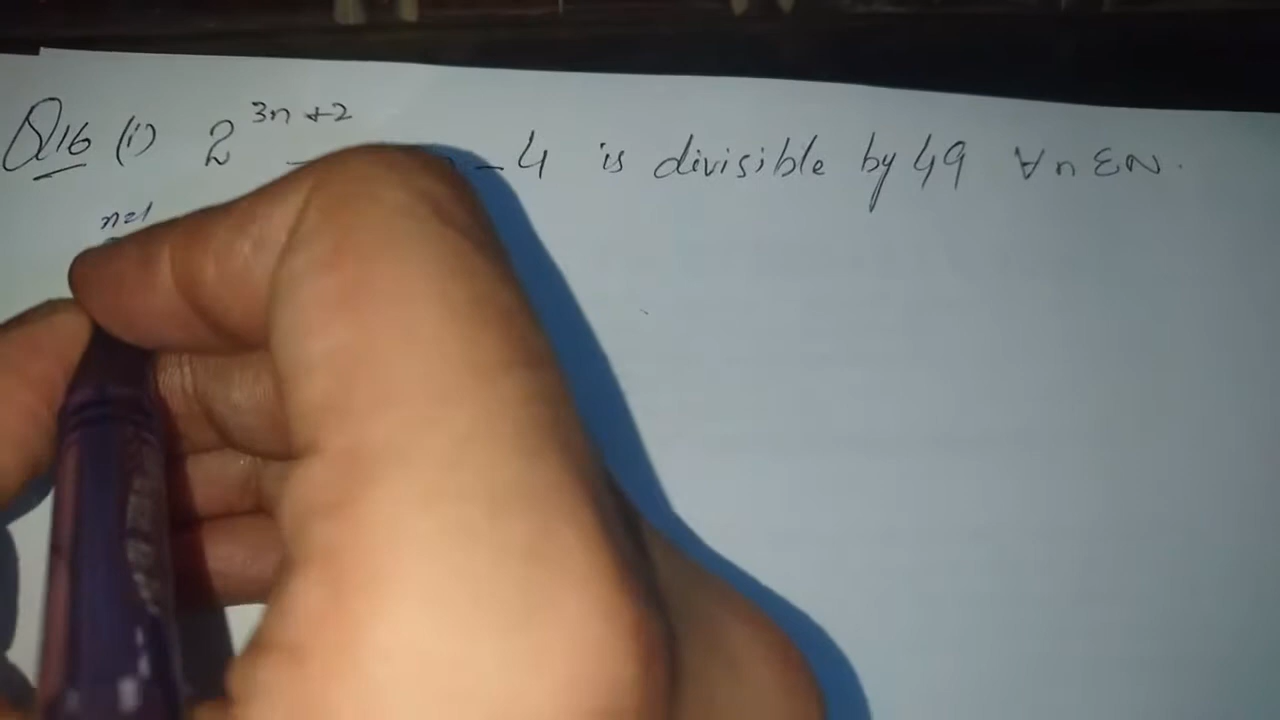 Q16 (i) 2^{3n+2} - - 4 is divisible by 49 ∀ n ∈ N.
n=1